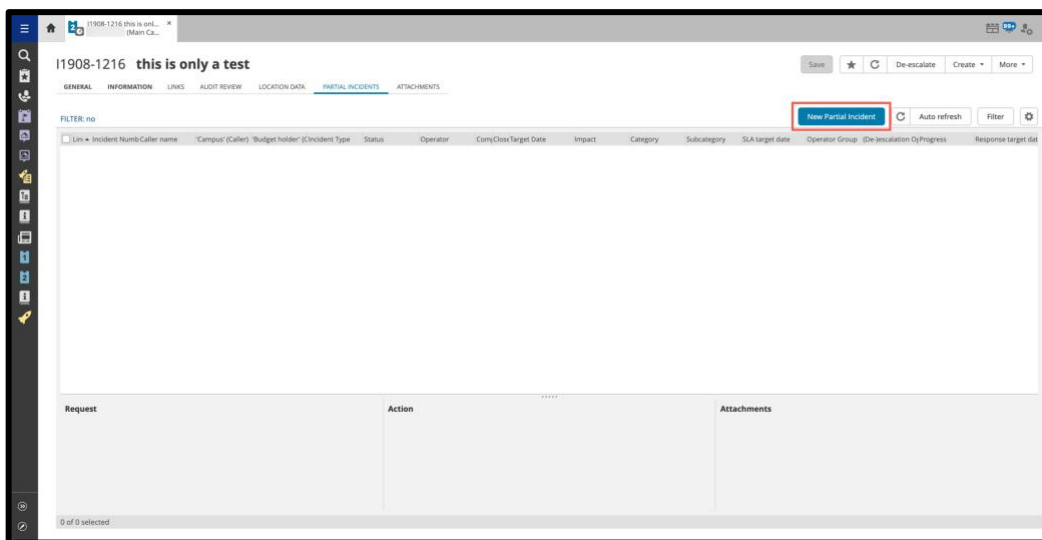 I1908-1216 this is onl... ×
(Main Ca...
99+
I1908-1216 this is only a test
Save De-escalate Create More
GENERAL INFORMATION LINKS AUDIT REVIEW LOCATION DATA PARTIAL INCIDENTS ATTACHMENTS
FILTER: no
New Partial Incident Auto refresh Filter
Lin Incident Numb Caller name 'Campus' (Caller) 'Budget holder' (C Incident Type Status Operator Com Close Target Date Impact Category Subcategory SLA target date Operator Group (De-)escalation Op Progress Response target dat
Request Action Attachments
0 of 0 selected